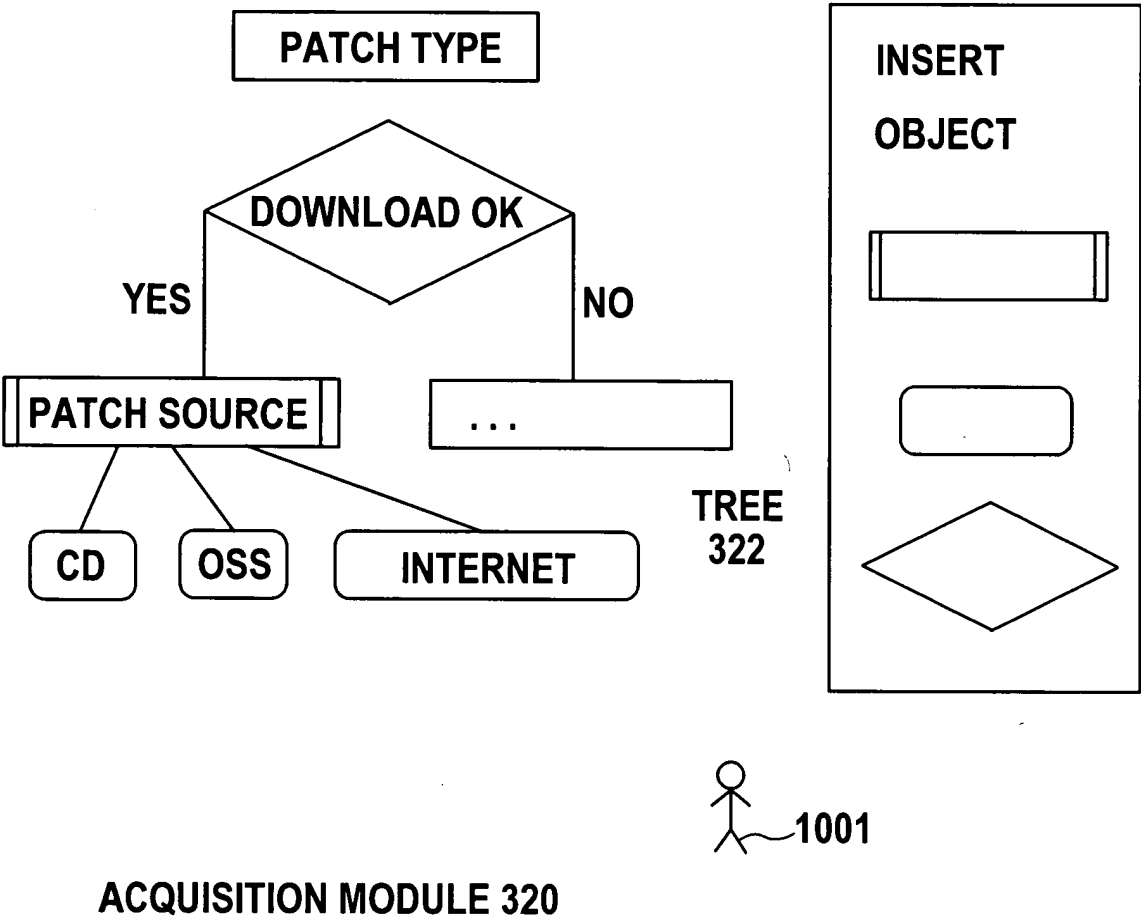 PATCH TYPE
DOWNLOAD OK
YES
NO
PATCH SOURCE
...
CD
OSS
INTERNET
TREE
322
INSERT
OBJECT
1001
ACQUISITION MODULE 320